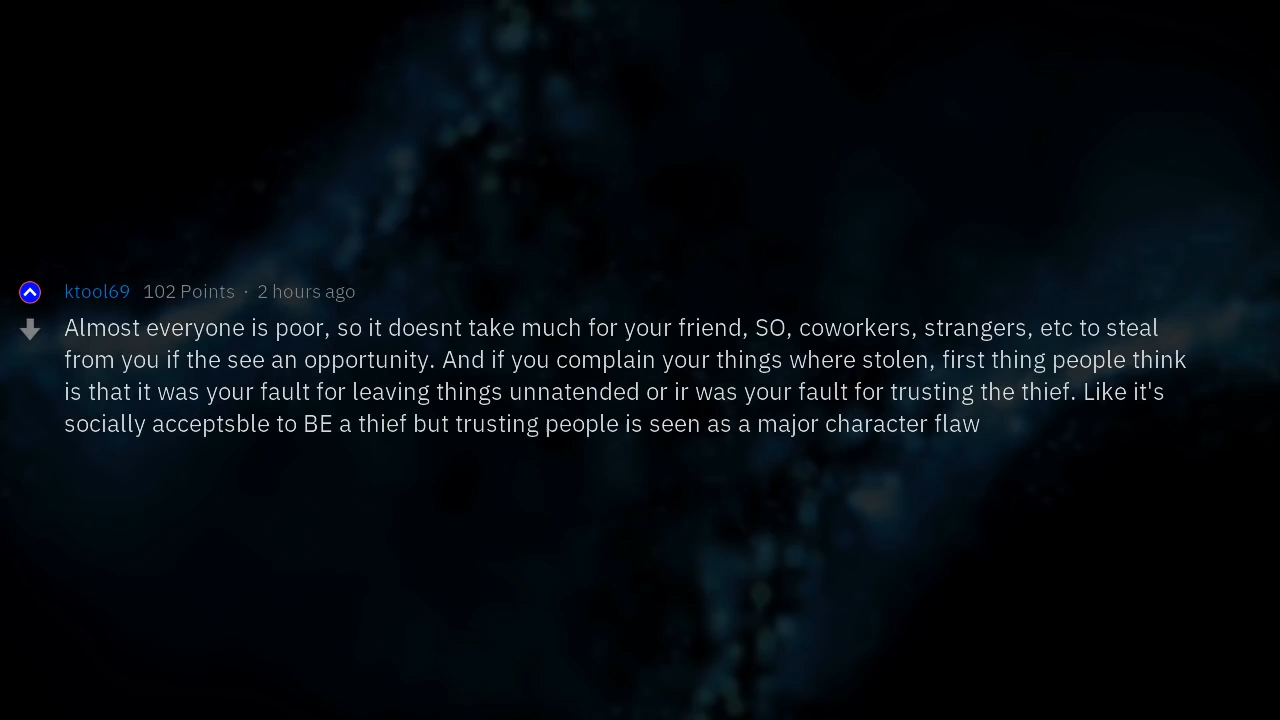 ktool69 102 Points · 2 hours ago
Almost everyone is poor, so it doesnt take much for your friend, SO, coworkers, strangers, etc to steal
from you if the see an opportunity. And if you complain your things where stolen, first thing people think
is that it was your fault for leaving things unnatended or ir was your fault for trusting the thief. Like it's
socially acceptsble to BE a thief but trusting people is seen as a major character flaw